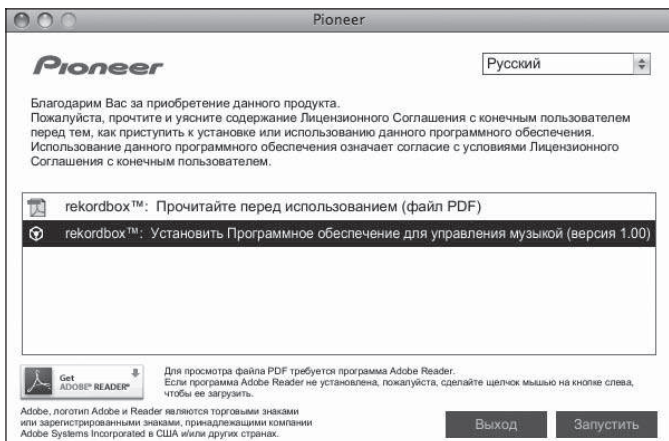 Pioneer
Pioneer
Русский
Благодарим Вас за приобретение данного продукта.
Пожалуйста, прочтите и уясните содержание Лицензионного Соглашения с конечным пользователем
перед тем, как приступить к установке или использованию данного программного обеспечения.
Использование данного программного обеспечения означает согласие с условиями Лицензионного
Соглашения с конечным пользователем.
rekordbox™: Прочитайте перед использованием (файл PDF)
rekordbox™: Установить Программное обеспечение для управления музыкой (версия 1.00)
Get
ADOBE® READER®
Для просмотра файла PDF требуется программа Adobe Reader.
Если программа Adobe Reader не установлена, пожалуйста, сделайте щелчок мышью на кнопке слева,
чтобы ее загрузить.
Adobe, логотип Adobe и Reader являются торговыми знаками
или зарегистрированными знаками, принадлежащими компании
Adobe Systems Incorporated в США и/или других странах.
Выход
Запустить